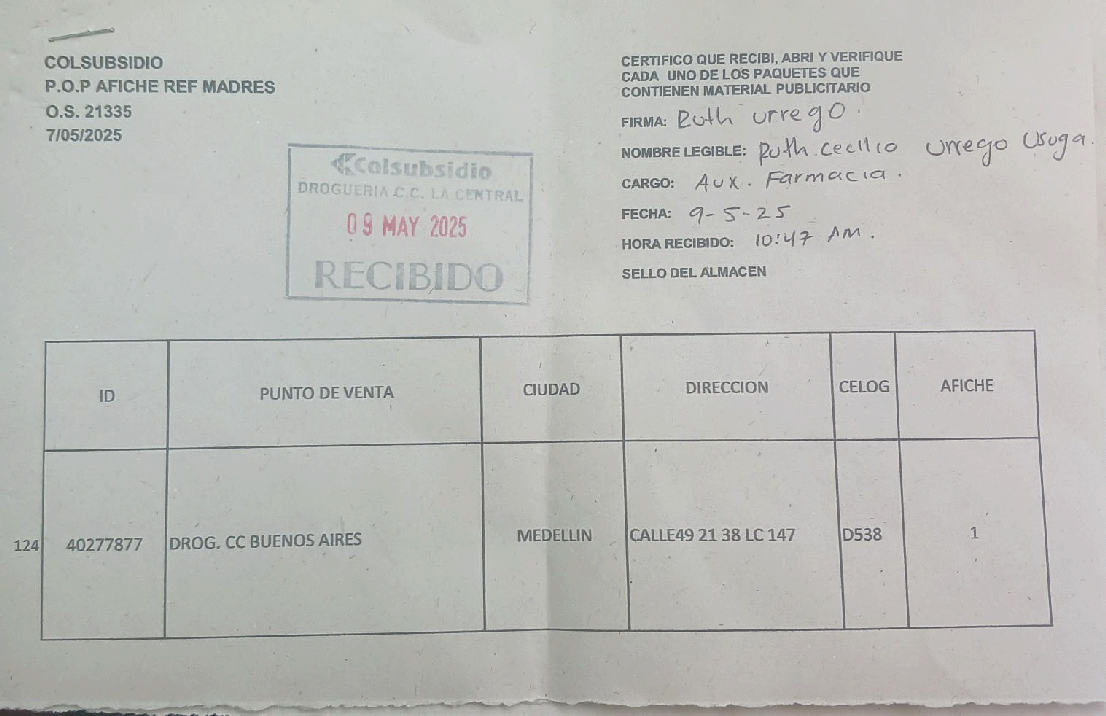 COLSUBSIDIO
P.O.P AFICHE REF MADRES
O.S. 21335
7/05/2025
CERTIFICO QUE RECIBI, ABRI Y VERIFIQUE
CADA UNO DE LOS PAQUETES QUE
CONTIENEN MATERIAL PUBLICITARIO
FIRMA: Ruth Urrego.
NOMBRE LEGIBLE: Ruth Cecilio Urrego Usuga.
CARGO: Aux. Farmacia.
FECHA: 9-5-25
HORA RECIBIDO: 10:47 AM.
SELLO DEL ALMACEN
Colsubsidio
DROGUERIA C.C. LA CENTRAL
09 MAY 2025
RECIBIDO
ID PUNTO DE VENTA CIUDAD DIRECCION CELOG AFICHE
124 40277877 DROG. CC BUENOS AIRES MEDELLIN CALLE49 21 38 LC 147 D538 1